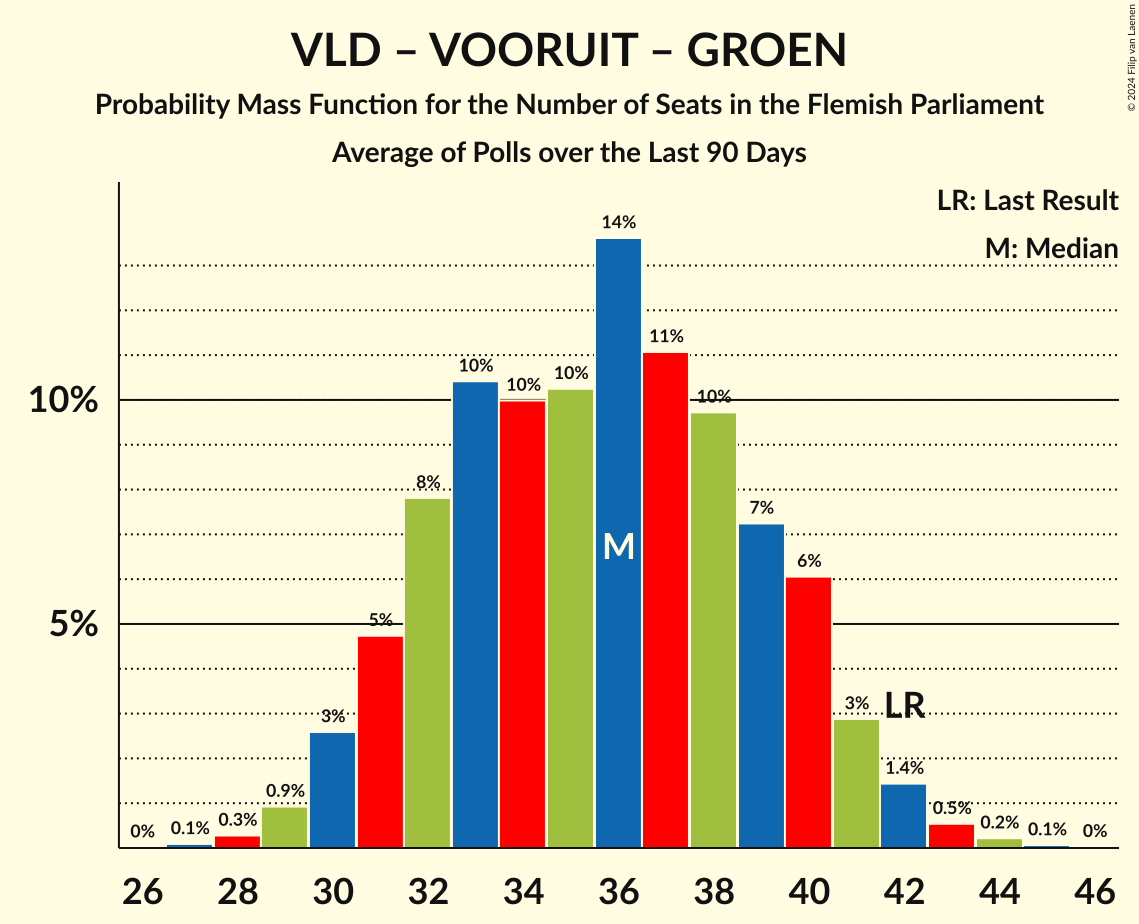 VLD – VOORUIT – GROEN
Probability Mass Function for the Number of Seats in the Flemish Parliament
Average of Polls over the Last 90 Days
© 2024 Filip van Laenen
LR: Last Result
M: Median
14%
11%
10%
10%
10%
10%
10%
8%
7%
M
6%
5%
5%
3%
3%
LR
1.4%
0.9%
0.5%
0%
0.1%
0.3%
0.2%
0.1%
0%
26 28 30 32 34 36 38 40 42 44 46